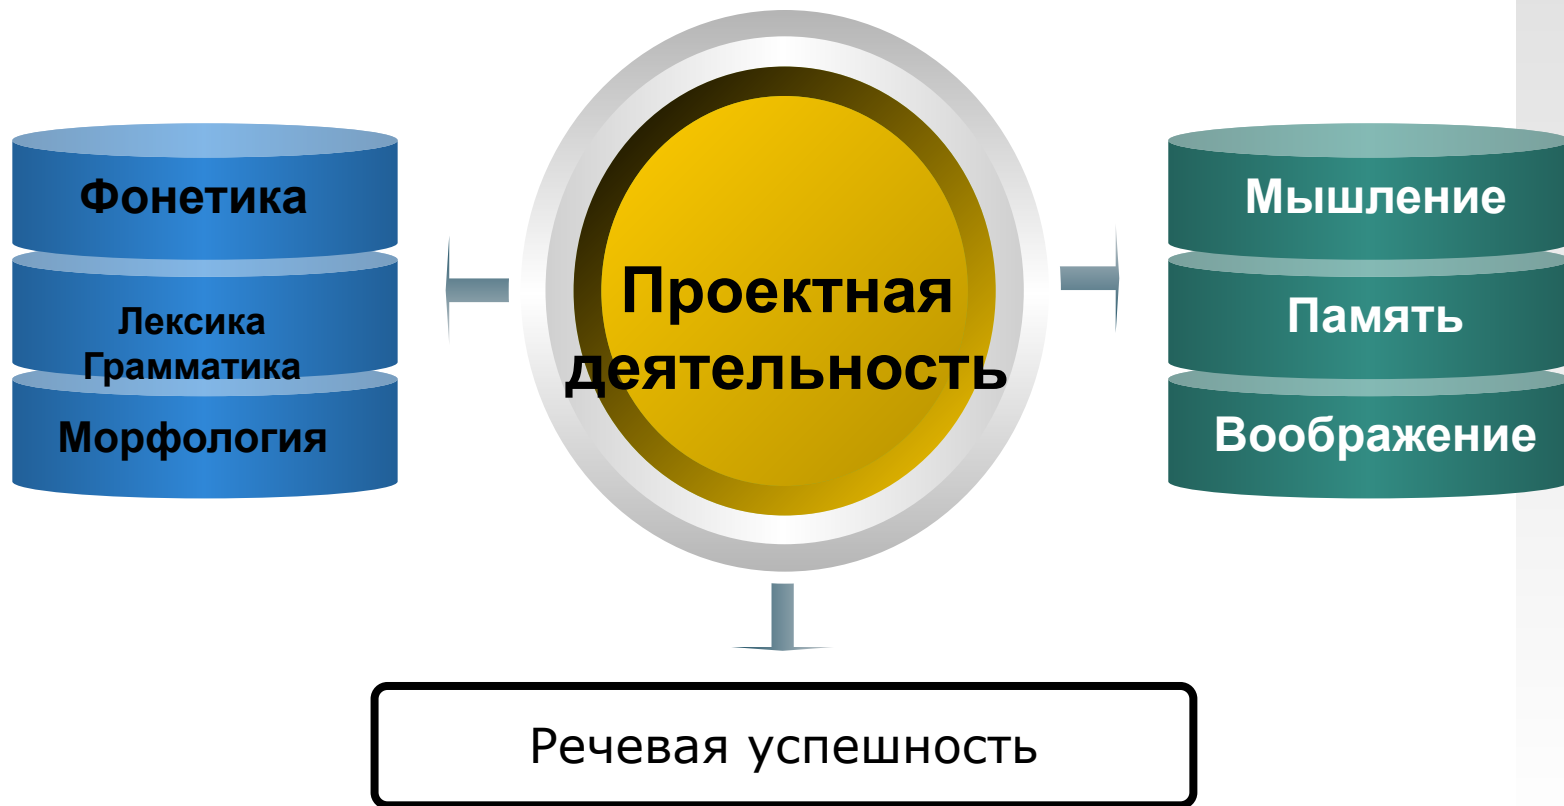 Фонетика
Лексика
Грамматика
Морфология
Проектная
деятельность
Мышление
Память
Воображение
Речевая успешность